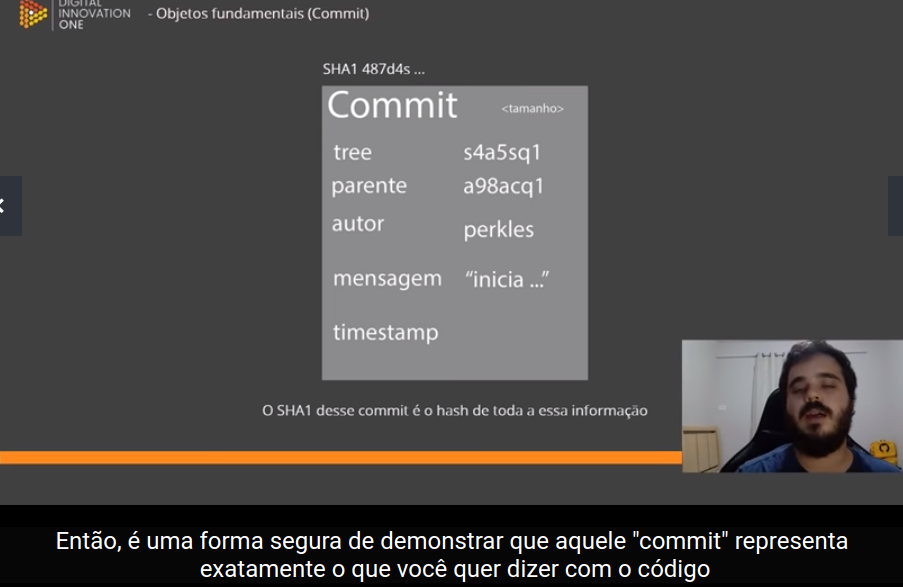 DIGITAL
INNOVATION
ONE
- Objetos fundamentais (Commit)
SHA1 487d4s ...
Commit <tamanho>
tree s4a5sq1
parente a98acq1
autor perkles
mensagem “inicia ...”
timestamp
O SHA1 desse commit é o hash de toda a essa informação
Então, é uma forma segura de demonstrar que aquele "commit" representa
exatamente o que você quer dizer com o código